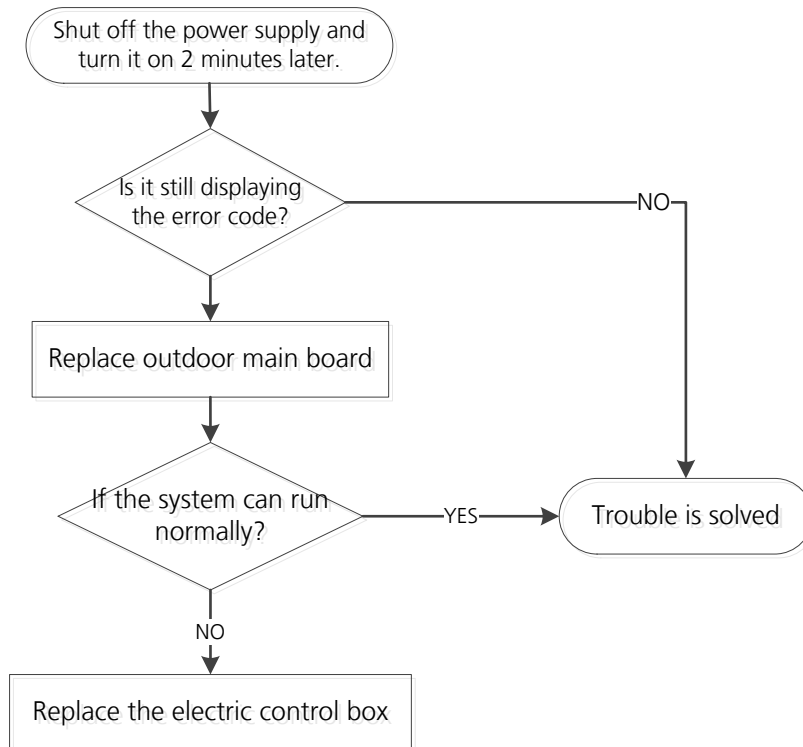 Shut off the power supply and
turn it on 2 minutes later.
Is it still displaying
the error code?
NO
Replace outdoor main board
If the system can run
normally?
YES
Trouble is solved
NO
Replace the electric control box